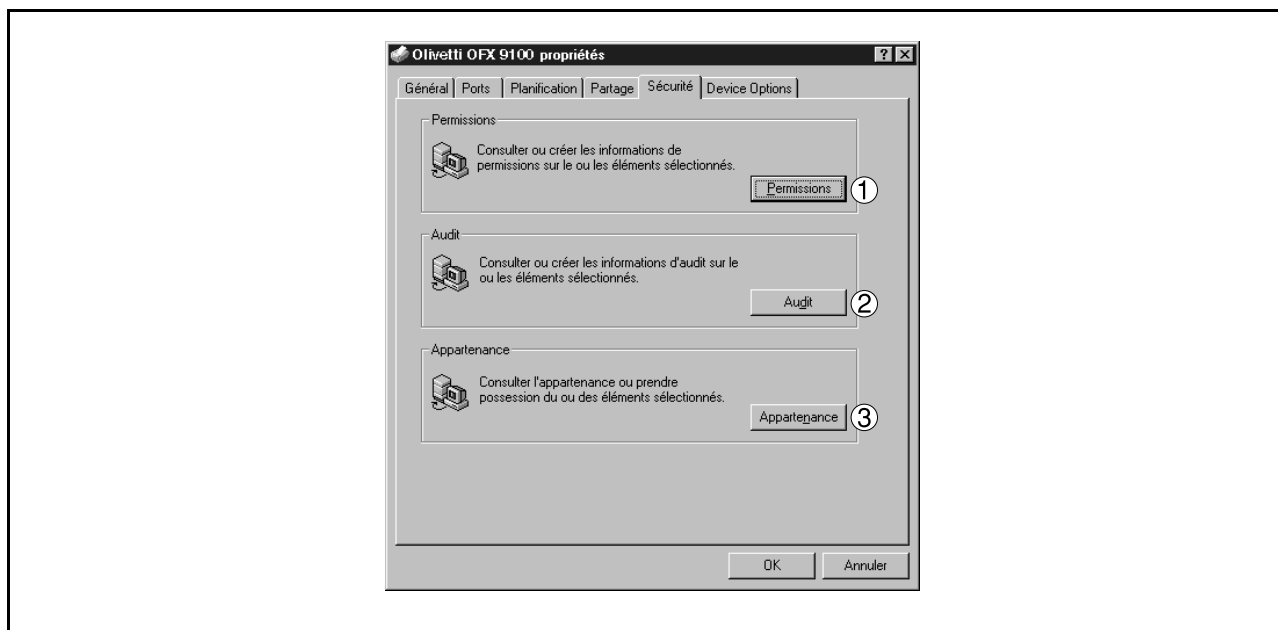 Olivetti OFX 9100 propriétés
Général Ports Planification Partage Sécurité Device Options
Permissions
Consulter ou créer les informations de
permissions sur le ou les éléments sélectionnés.
Permissions ①
Audit
Consulter ou créer les informations d'audit sur le
ou les éléments sélectionnés.
Audit ②
Appartenance
Consulter l'appartenance ou prendre
possession du ou des éléments sélectionnés.
Appartenance ③
OK Annuler